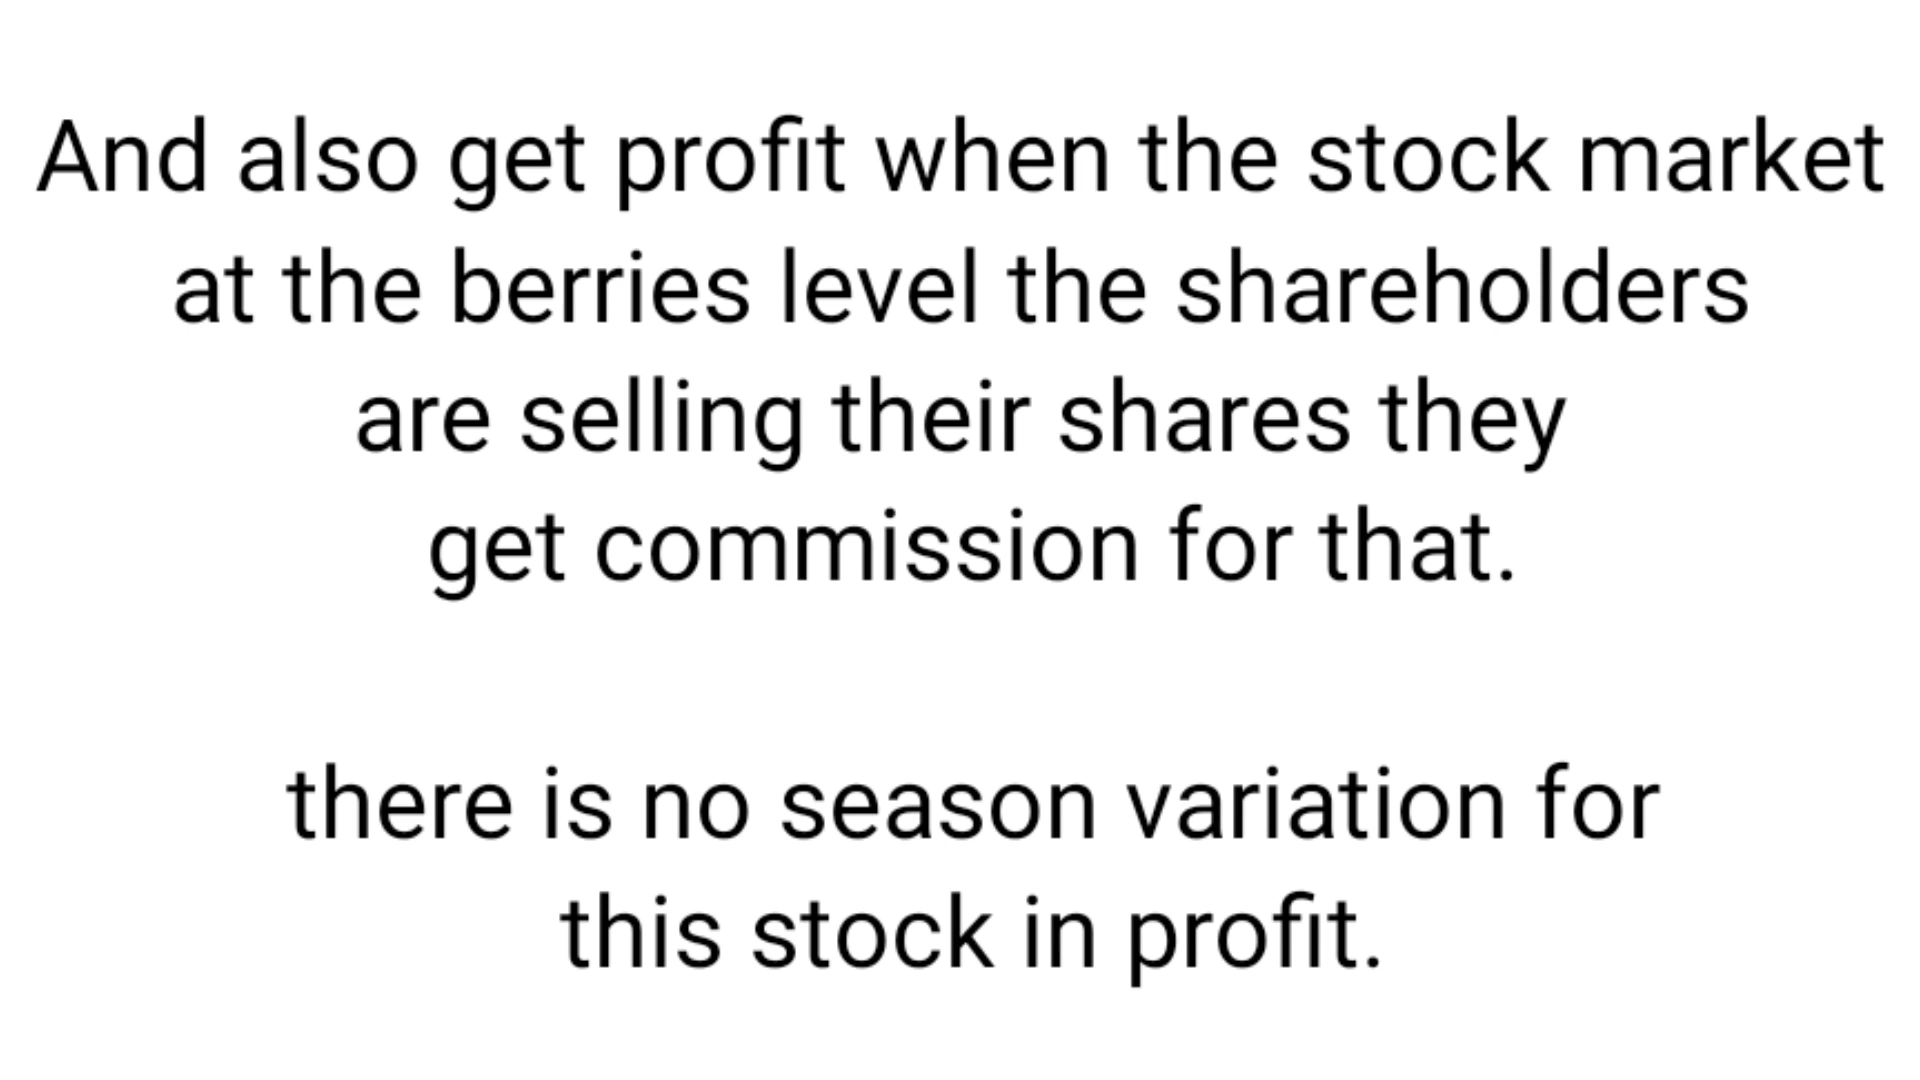 And also get profit when the stock market
at the berries level the shareholders
are selling their shares they
get commission for that.
there is no season variation for
this stock in profit.